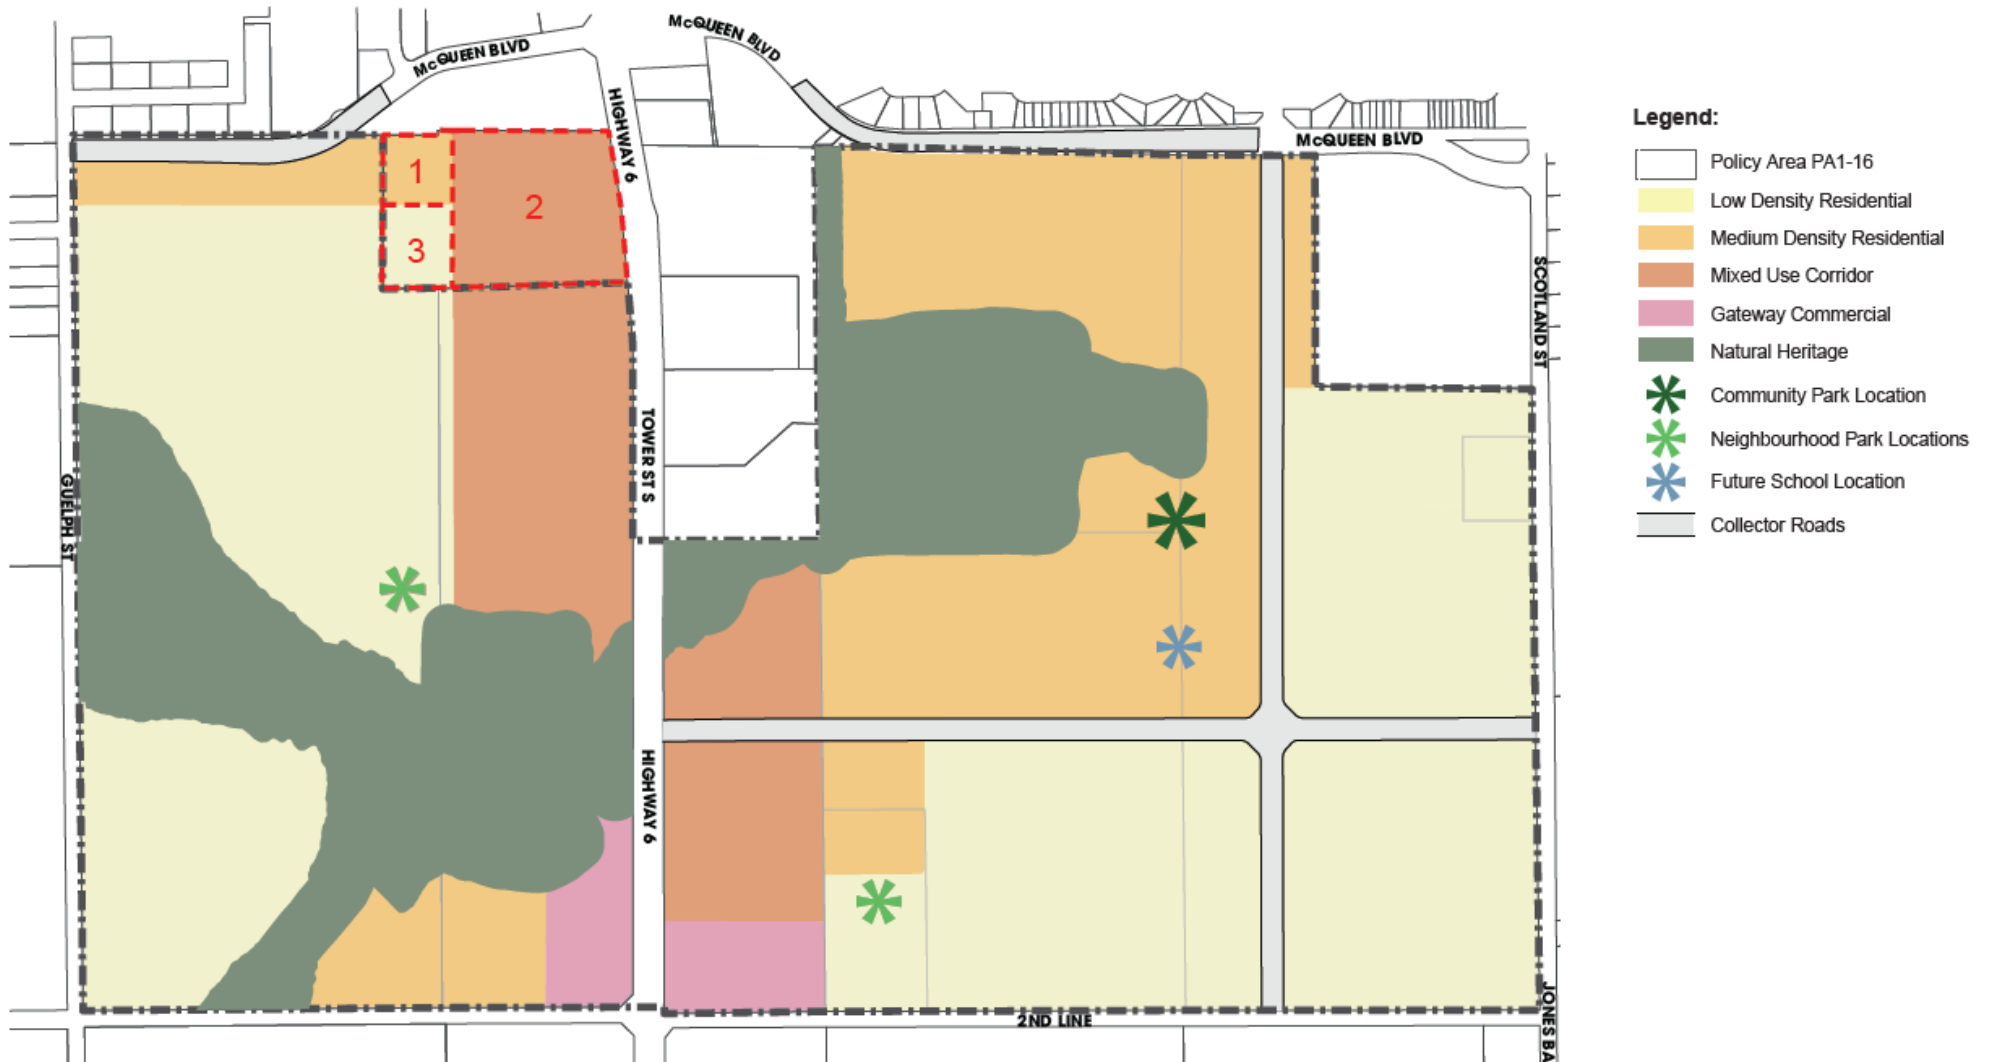 McQUEEN BLVD
McQUEEN BLVD
HIGHWAY 6
McQUEEN BLVD
1
2
3
SCOTLAND ST
TOWER ST S
GUELPH ST
HIGHWAY 6
2ND LINE
JONES BA
Legend:
Policy Area PA1-16
Low Density Residential
Medium Density Residential
Mixed Use Corridor
Gateway Commercial
Natural Heritage
Community Park Location
Neighbourhood Park Locations
Future School Location
Collector Roads